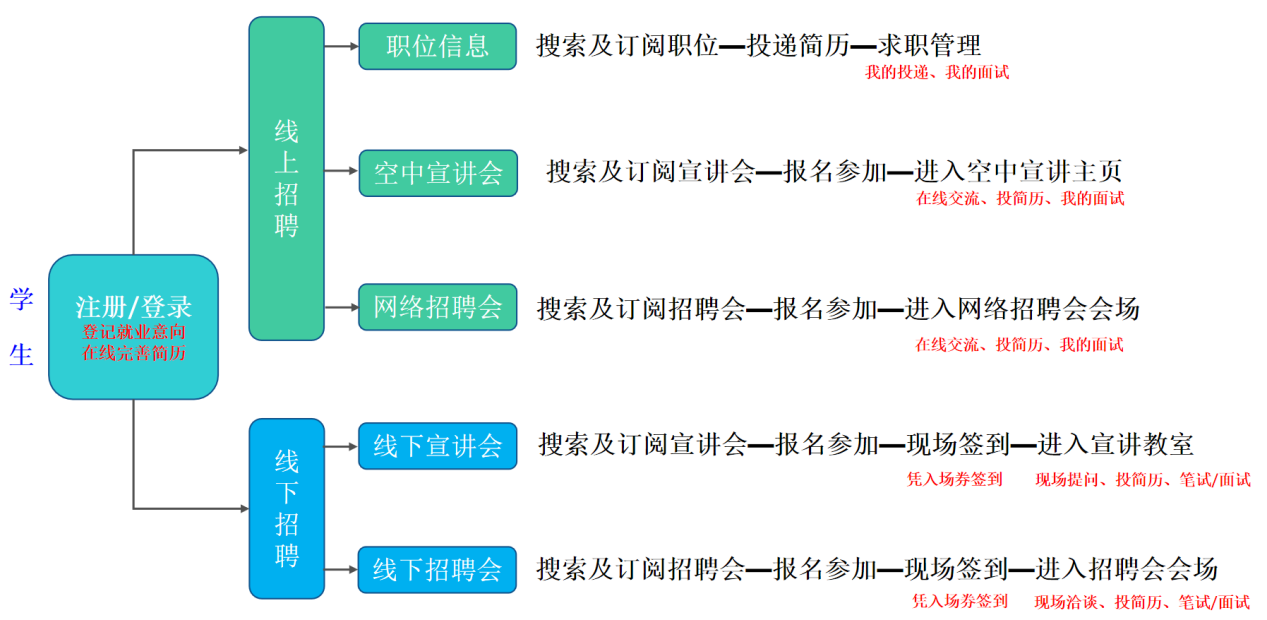 学生
注册/登录
登记就业意向
在线完善简历
线上招聘
职位信息
搜索及订阅职位—投递简历—求职管理
我的投递、我的面试
空中宣讲会
搜索及订阅宣讲会—报名参加—进入空中宣讲主页
在线交流、投简历、我的面试
网络招聘会
搜索及订阅招聘会—报名参加—进入网络招聘会会场
在线交流、投简历、我的面试
线下招聘
线下宣讲会
搜索及订阅宣讲会—报名参加—现场签到—进入宣讲教室
凭入场券签到 现场提问、投简历、笔试/面试
线下招聘会
搜索及订阅招聘会—报名参加—现场签到—进入招聘会会场
凭入场券签到 现场洽谈、投简历、笔试/面试